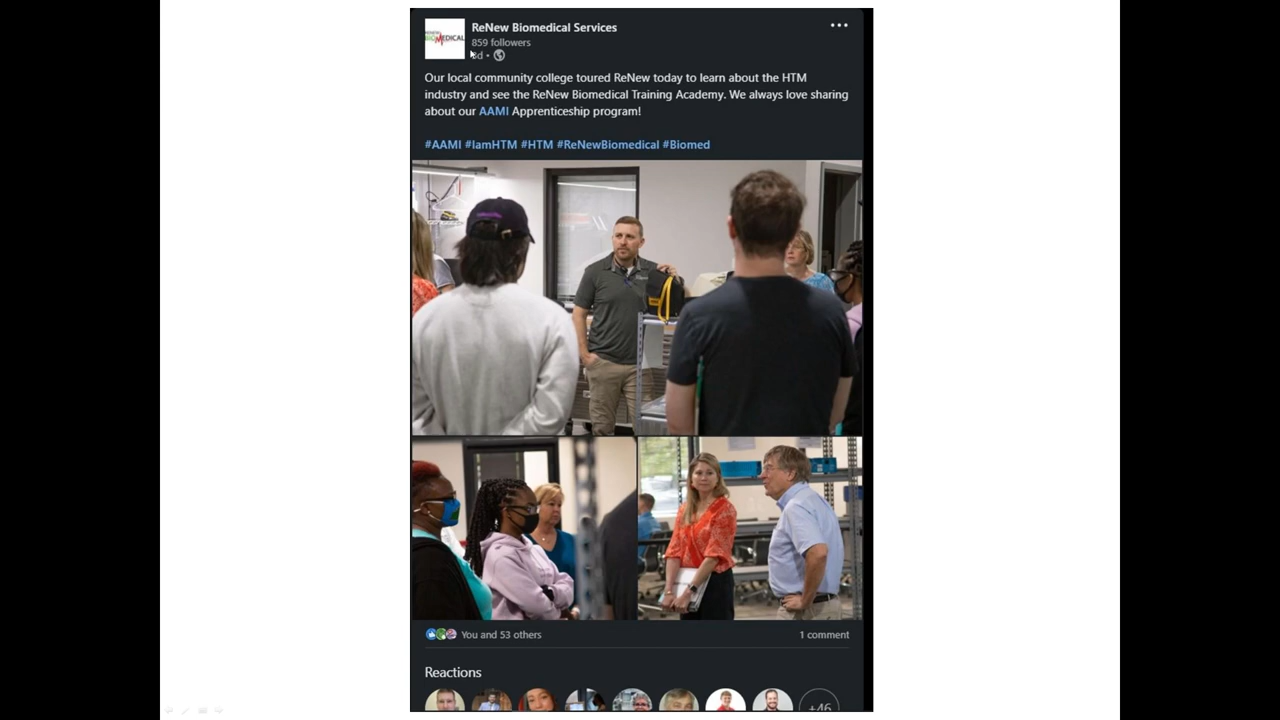 ReNew Biomedical Services
859 followers
3d •
Our local community college toured ReNew today to learn about the HTM
industry and see the ReNew Biomedical Training Academy. We always love sharing
about our AAMI Apprenticeship program!
#AAMI #IamHTM #HTM #ReNewBiomedical #Biomed
You and 53 others
1 comment
Reactions
+46